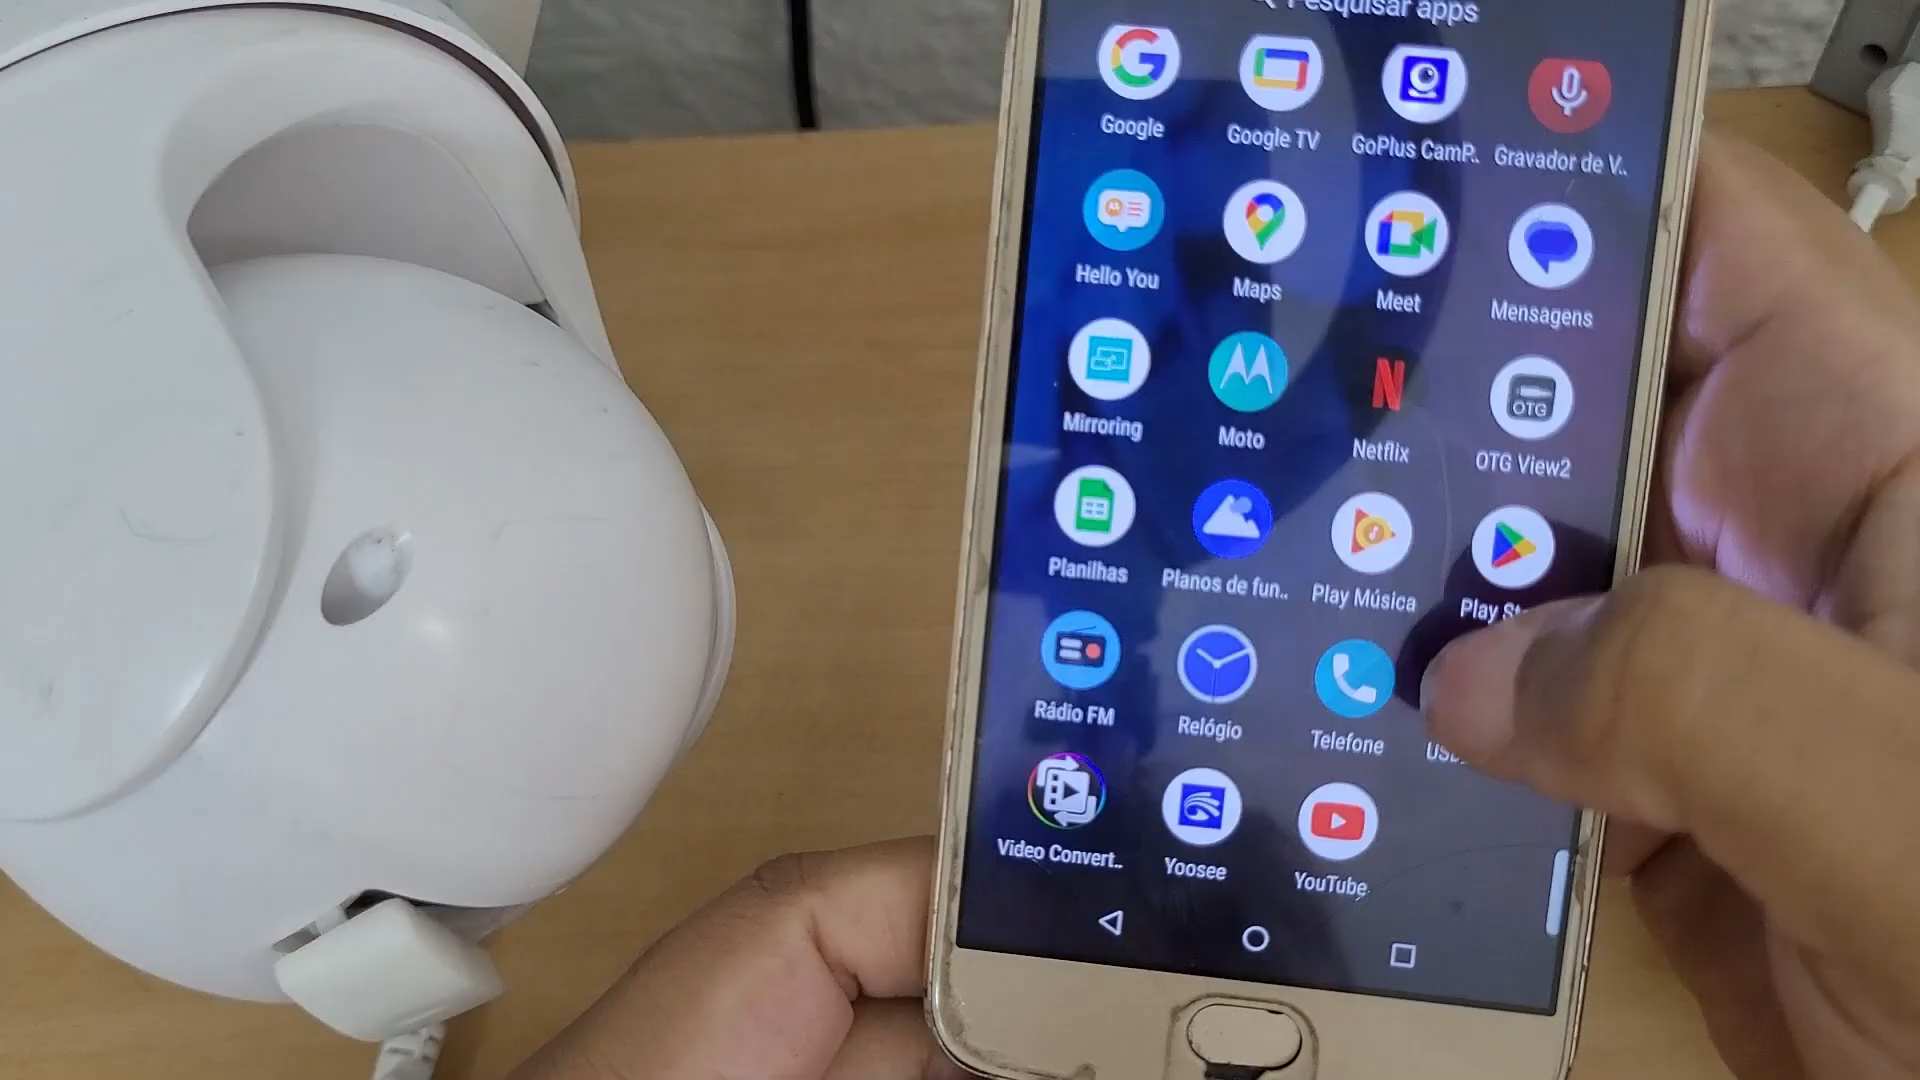 Pesquisar apps
Google
Google TV
GoPlus CamP..
Gravador de V..
Hello You
Maps
Meet
Mensagens
Mirroring
Moto
Netflix
OTG
OTG View2
Planilhas
Planos de fun..
Play Música
Play
Rádio FM
Relógio
Telefone
Video Convert..
Yoosee
YouTube